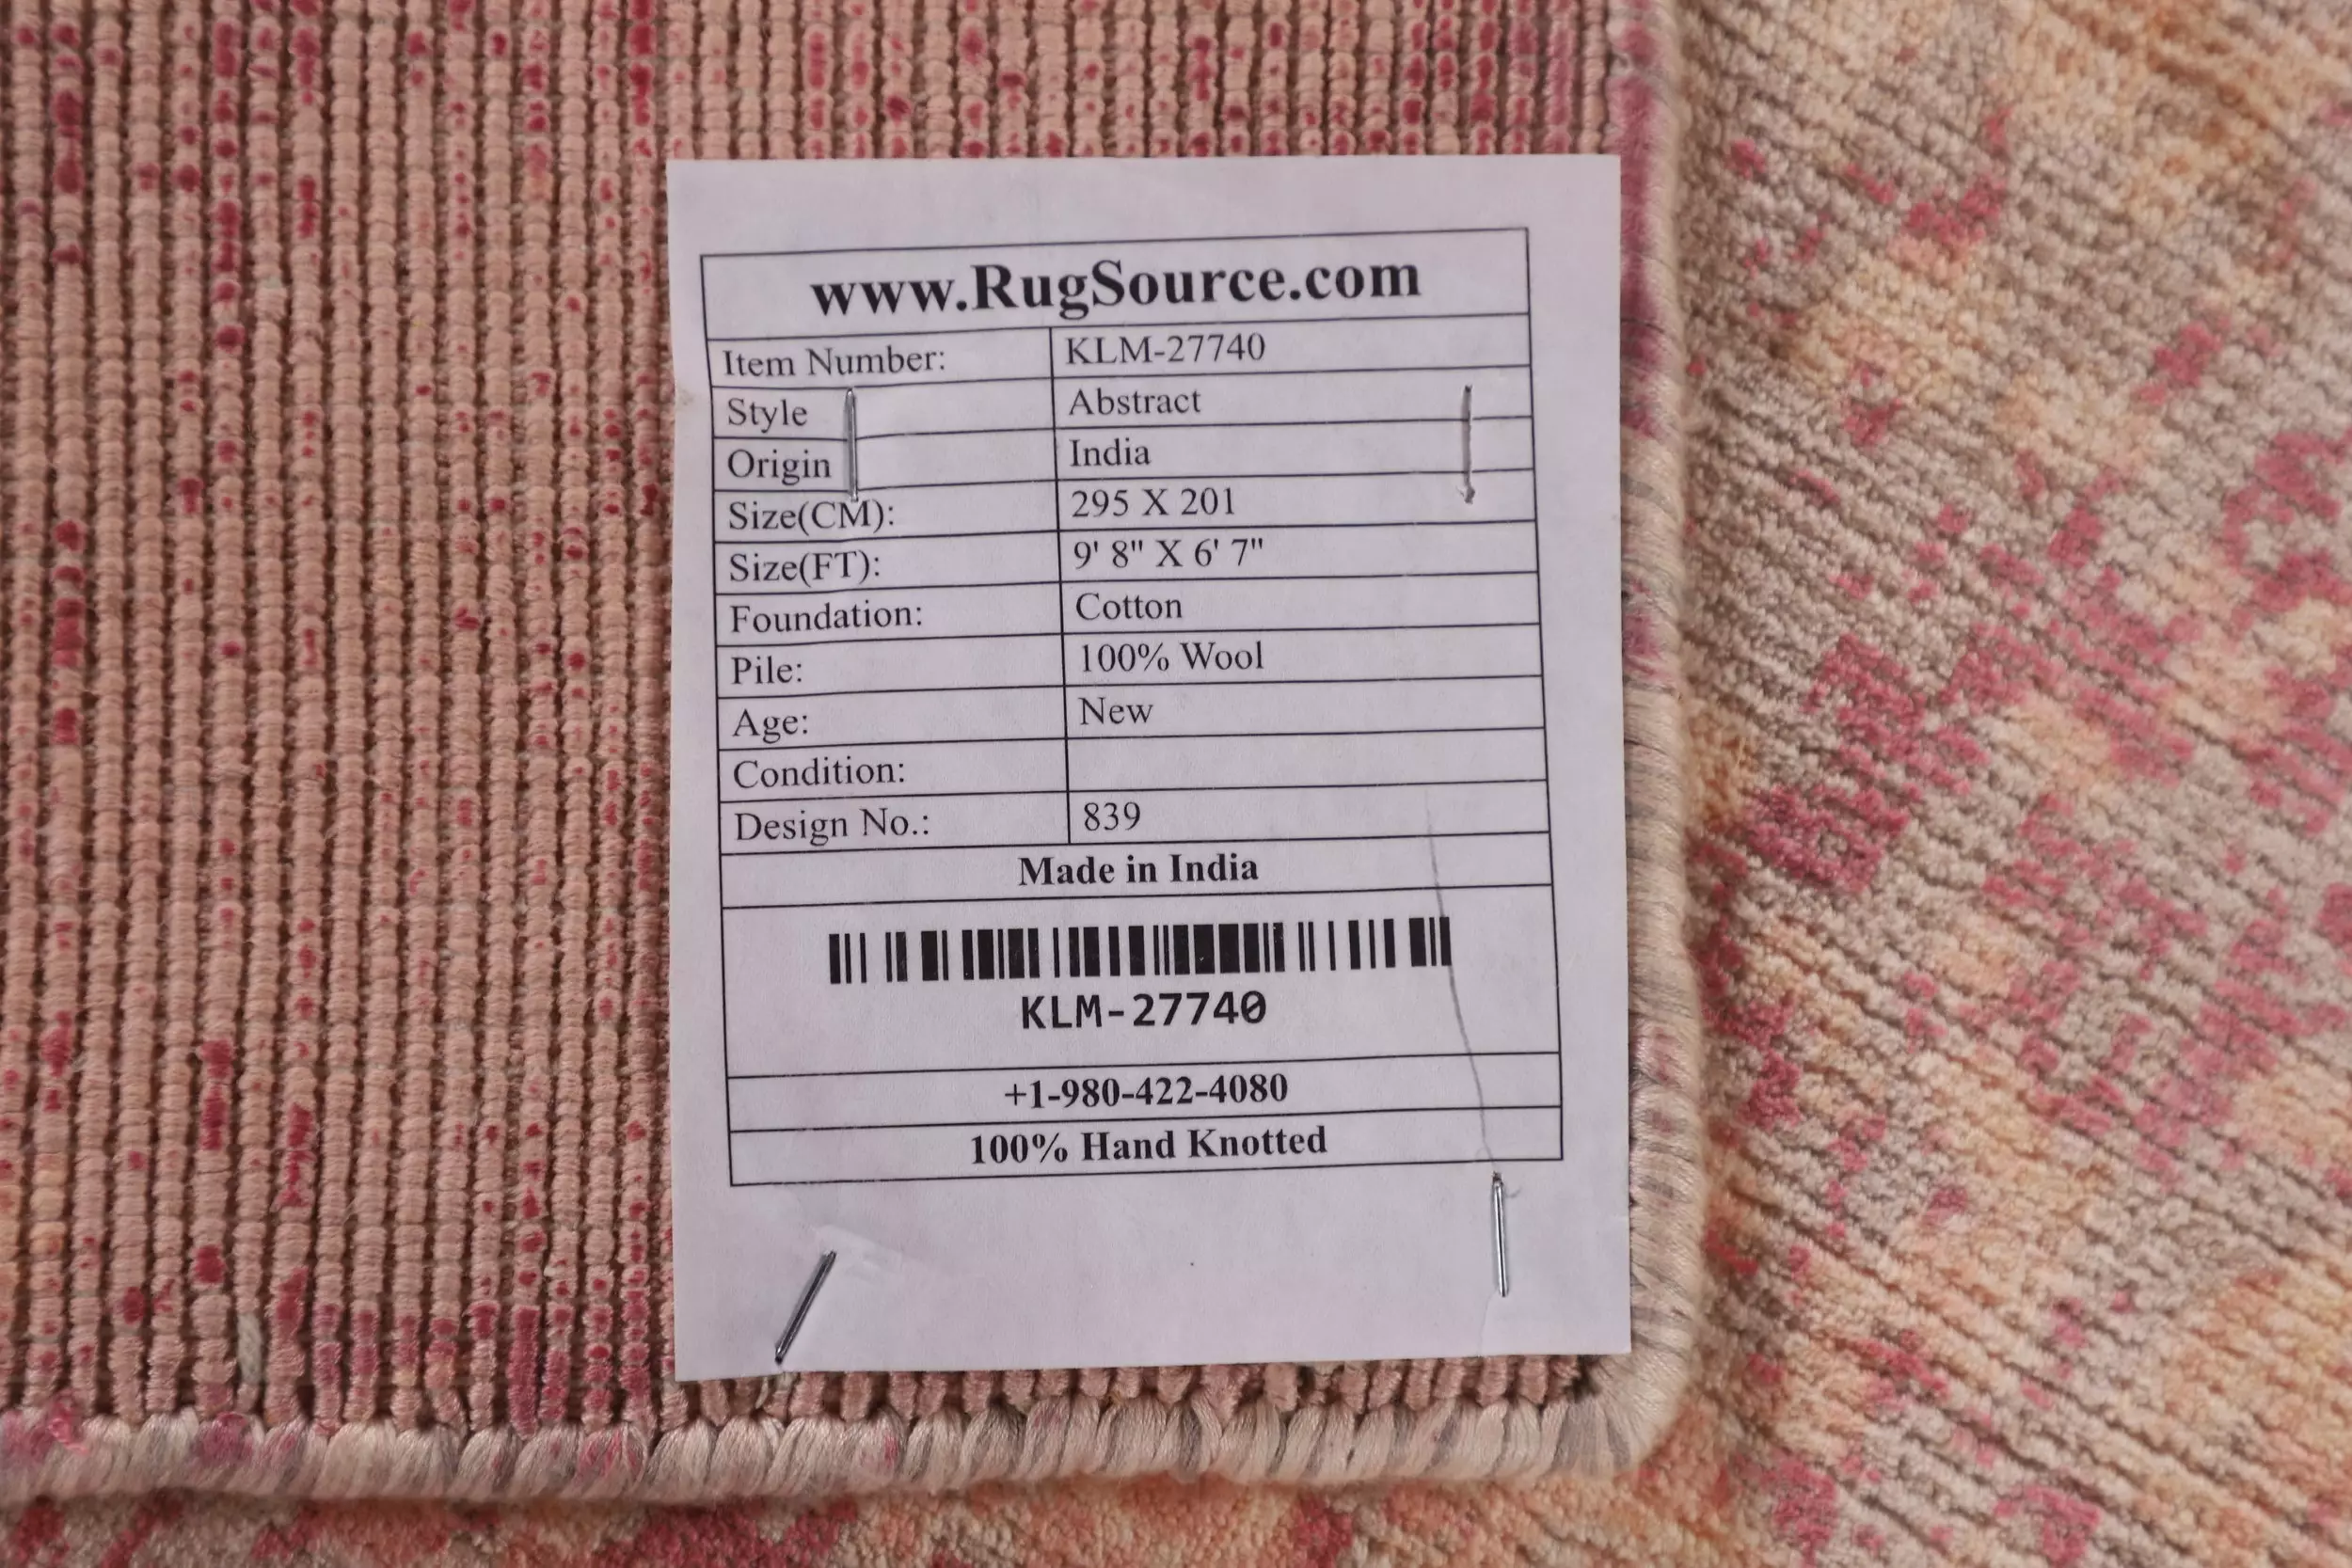 www.RugSource.com
Item Number: KLM-27740
Style Abstract
Origin India
Size(CM): 295 X 201
Size(FT): 9' 8" X 6' 7"
Foundation: Cotton
Pile: 100% Wool
Age: New
Condition:
Design No.: 839
Made in India
KLM-27740
+1-980-422-4080
100% Hand Knotted